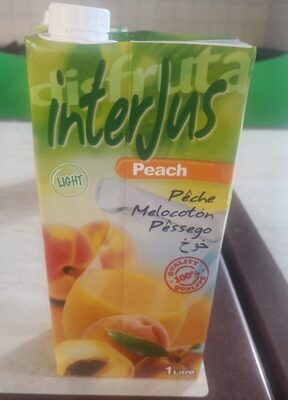 disfruta
interJus
Peach
LIGHT
Pêche
Melocotón
Pêssego
خوخ
QUALITY
100%
QUALITÉ
1 Litre